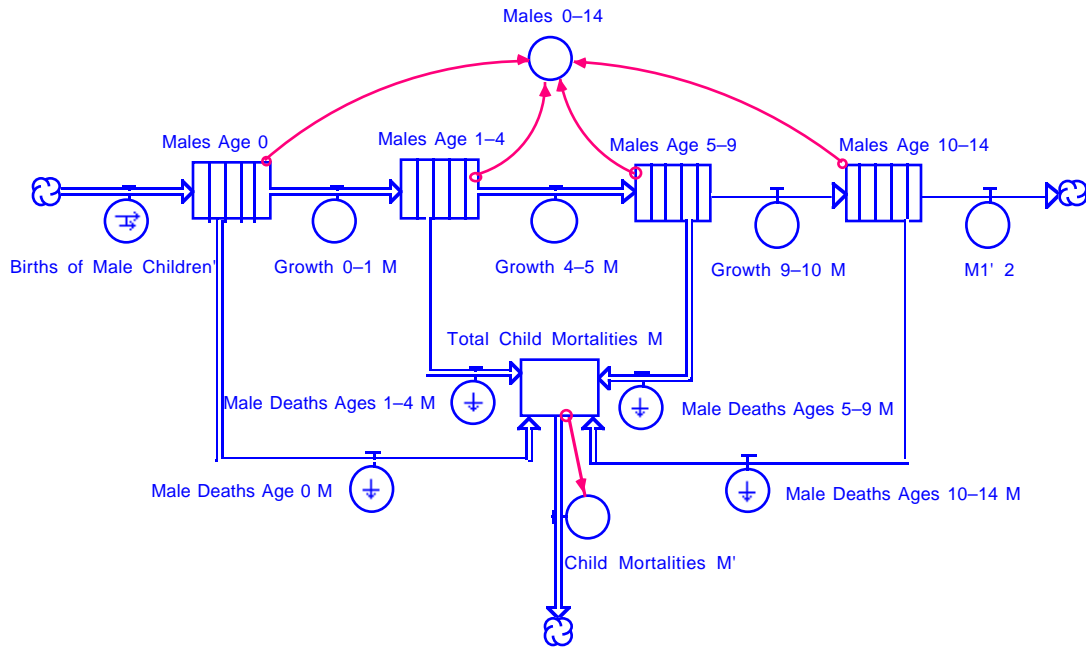 Males 0–14
Males Age 0
Males Age 1–4
Males Age 5–9
Males Age 10–14
Births of Male Children'
Growth 0–1 M
Growth 4–5 M
Growth 9–10 M
M1' 2
Total Child Mortalities M
Male Deaths Ages 1–4 M
Male Deaths Ages 5–9 M
Male Deaths Age 0 M
Male Deaths Ages 10–14 M
Child Mortalities M'